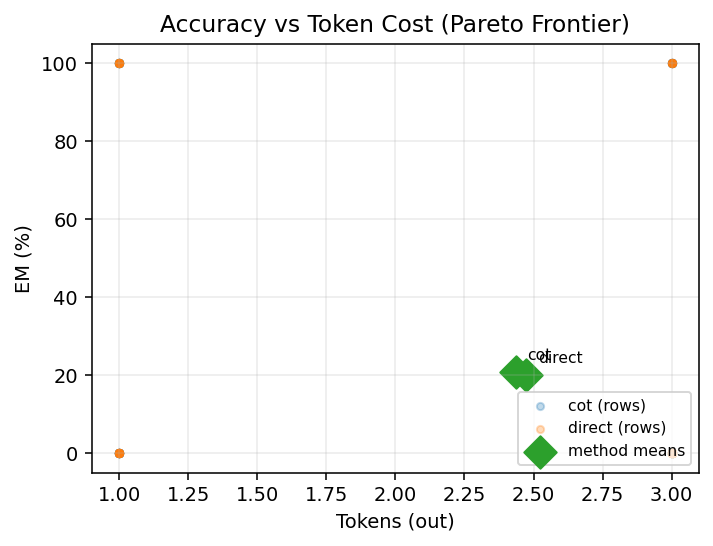 Accuracy vs Token Cost (Pareto Frontier)
EM (%)
100
80
60
40
20
0
cot
direct
cot (rows)
direct (rows)
method means
1.00 1.25 1.50 1.75 2.00 2.25 2.50 2.75 3.00
Tokens (out)